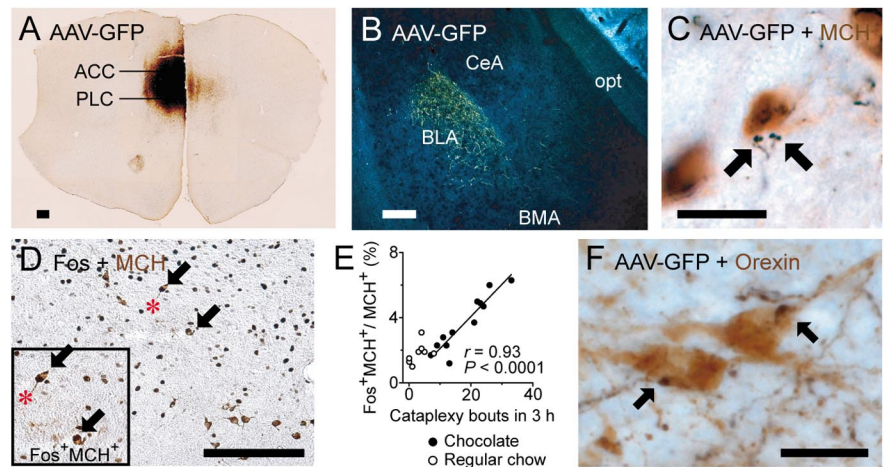 A AAV-GFP
ACC
PLC
B AAV-GFP
CeA
opt
BLA
BMA
C AAV-GFP + MCH
D Fos + MCH
*
*
Fos⁺MCH⁺
E
Fos⁺MCH⁺/ MCH⁺ (%)
8
4
0
r = 0.93
P < 0.0001
0 20 40
Cataplexy bouts in 3 h
● Chocolate
○ Regular chow
F AAV-GFP + Orexin